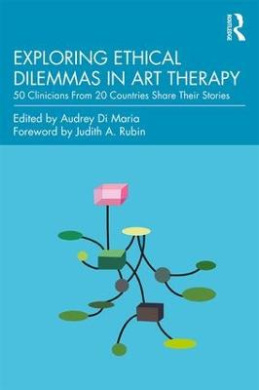 ROUTLEDGE
EXPLORING ETHICAL
DILEMMAS IN ART THERAPY
50 Clinicians From 20 Countries Share Their Stories
Edited by Audrey Di Maria
Foreword by Judith A. Rubin